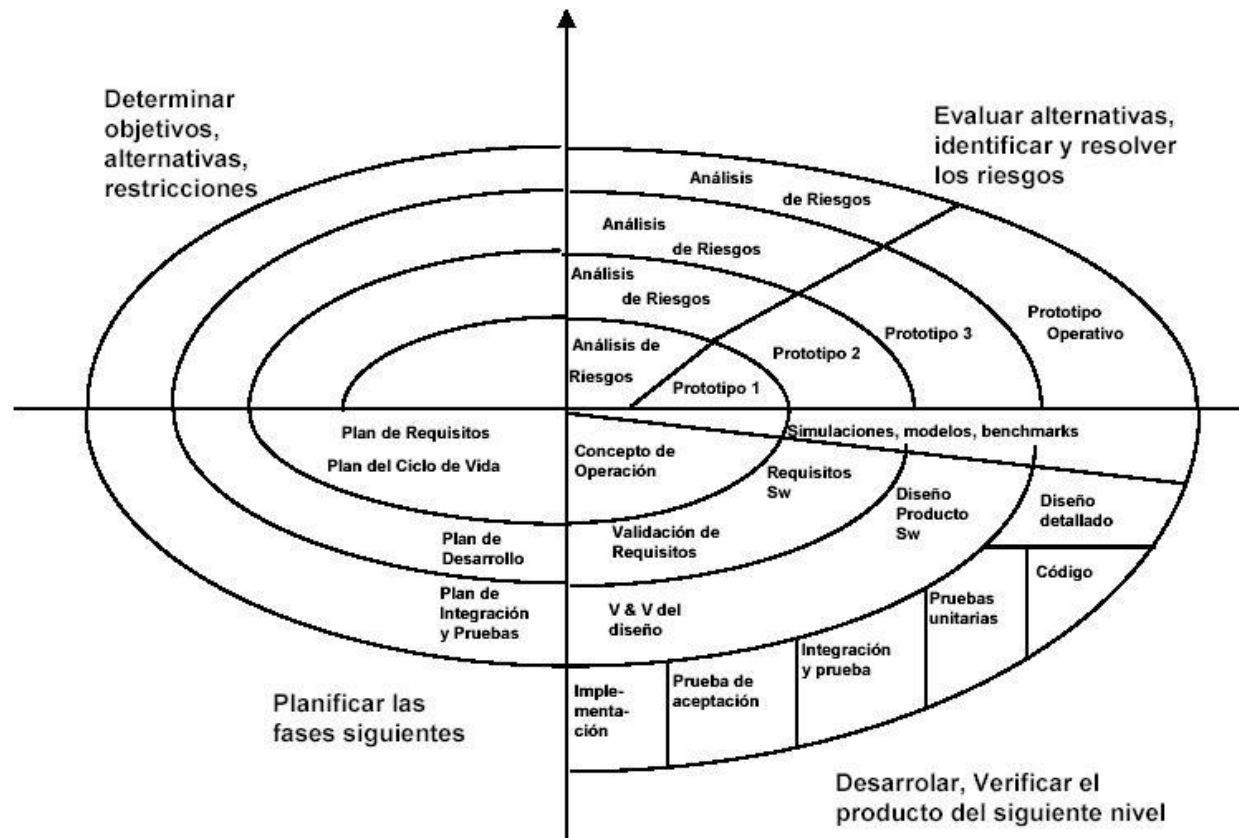 Determinar
objetivos,
alternativas,
restricciones
Evaluar alternativas,
identificar y resolver
los riesgos
Análisis
de Riesgos
Análisis
de Riesgos
Análisis
de Riesgos
Análisis de
Riesgos
Prototipo 1
Prototipo 2
Prototipo 3
Prototipo
Operativo
Simulaciones, modelos, benchmarks
Plan de Requisitos
Plan del Ciclo de Vida
Concepto de
Operación
Requisitos
Sw
Diseño
Producto
Sw
Diseño
detallado
Plan de
Desarrollo
Validación de
Requisitos
Código
Plan de
Integración
y Pruebas
V & V del
diseño
Pruebas
unitarias
Integración
y prueba
Prueba de
aceptación
Imple-
menta-
ción
Planificar las
fases siguientes
Desarrolar, Verificar el
producto del siguiente nivel